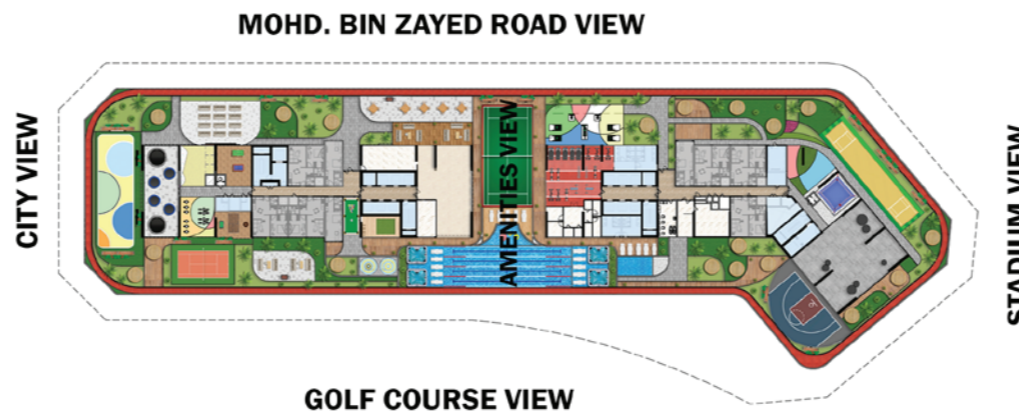 MOHD. BIN ZAYED ROAD VIEW
CITY VIEW
AMENITIES VIEW
STADIUM VIEW
GOLF COURSE VIEW